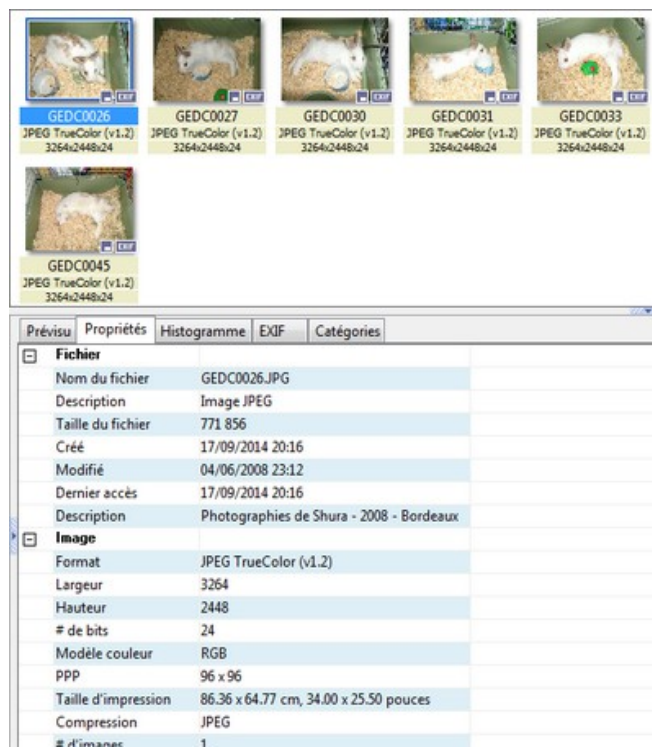 GEDC0026
JPEG TrueColor (v1.2)
3264x2448x24
GEDC0027
JPEG TrueColor (v1.2)
3264x2448x24
GEDC0030
JPEG TrueColor (v1.2)
3264x2448x24
GEDC0031
JPEG TrueColor (v1.2)
3264x2448x24
GEDC0033
JPEG TrueColor (v1.2)
3264x2448x24
EXIF
EXIF
EXIF
EXIF
EXIF
GEDC0045
JPEG TrueColor (v1.2)
3264x2448x24
EXIF
Prévisu Propriétés Histogramme EXIF Catégories
Fichier
Nom du fichier GEDC0026.JPG
Description Image JPEG
Taille du fichier 771 856
Créé 17/09/2014 20:16
Modifié 04/06/2008 23:12
Dernier accès 17/09/2014 20:16
Description Photographies de Shura - 2008 - Bordeaux
Image
Format JPEG TrueColor (v1.2)
Largeur 3264
Hauteur 2448
# de bits 24
Modèle couleur RGB
PPP 96 x 96
Taille d'impression 86.36 x 64.77 cm, 34.00 x 25.50 pouces
Compression JPEG
# d'images 1